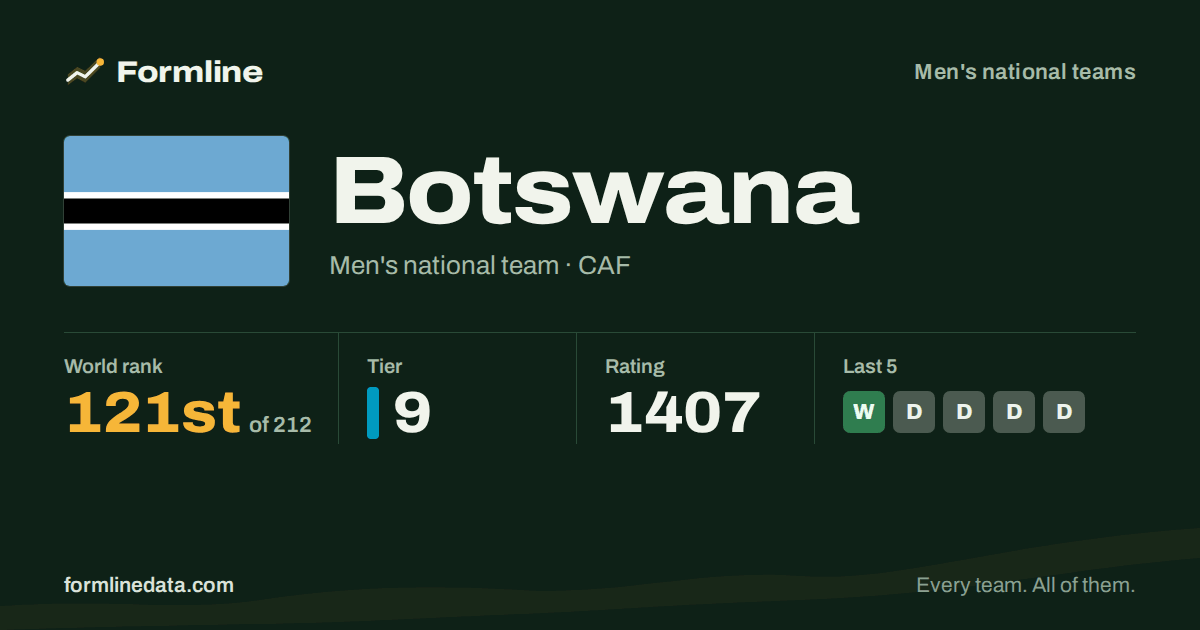 Formline
Men's national teams
Botswana
Men's national team · CAF
World rank
121st of 212
Tier
9
Rating
1407
Last 5
W D D D D
formlinedata.com
Every team. All of them.